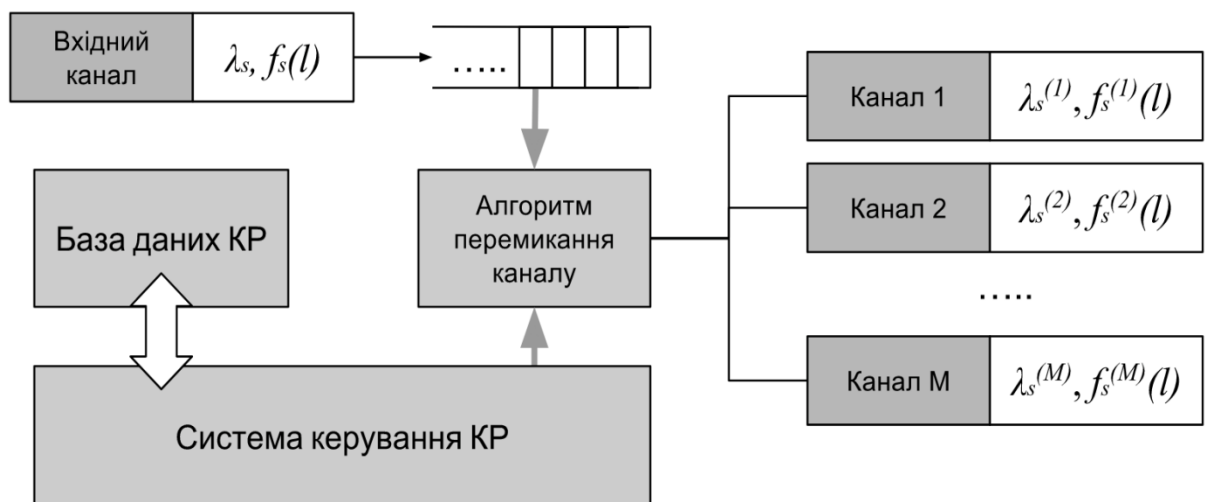 Вхідний
канал
λs, fs(l)
.....
Канал 1
λs(1), fs(1)(l)
База даних КР
Алгоритм
перемикання
каналу
Канал 2
λs(2), fs(2)(l)
.....
Канал M
λs(M), fs(M)(l)
Система керування КР